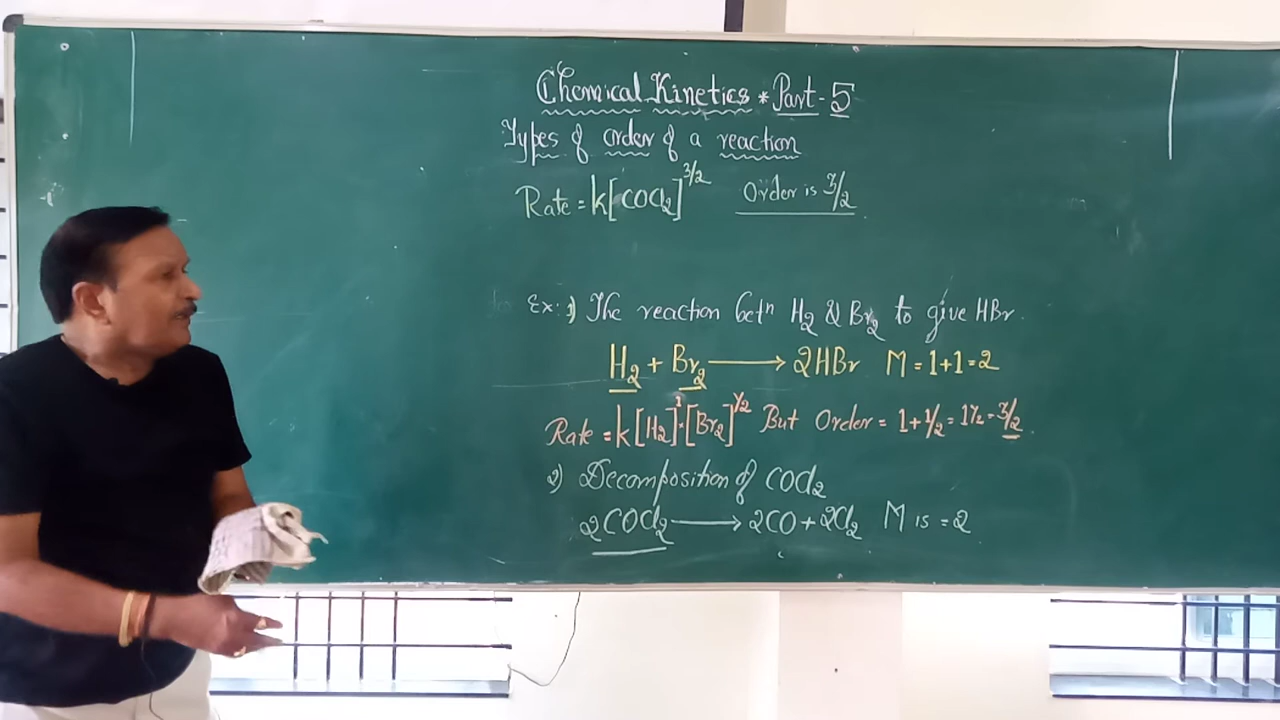 Chemical Kinetics * Part - 5
Types of order of a reaction
Rate = k[COCl₂]^3/2 Order is 3/2
Ex: 1) The reaction betⁿ H₂ & Br₂ to give HBr.
H₂ + Br₂ ⟶ 2HBr M = 1+1=2
Rate = k[H₂]¹·[Br₂]^1/2 But Order = 1+1/2 = 1½ = 3/2.
2) Decomposition of COCl₂
2COCl₂ ⟶ 2CO + 2Cl₂ M is = 2